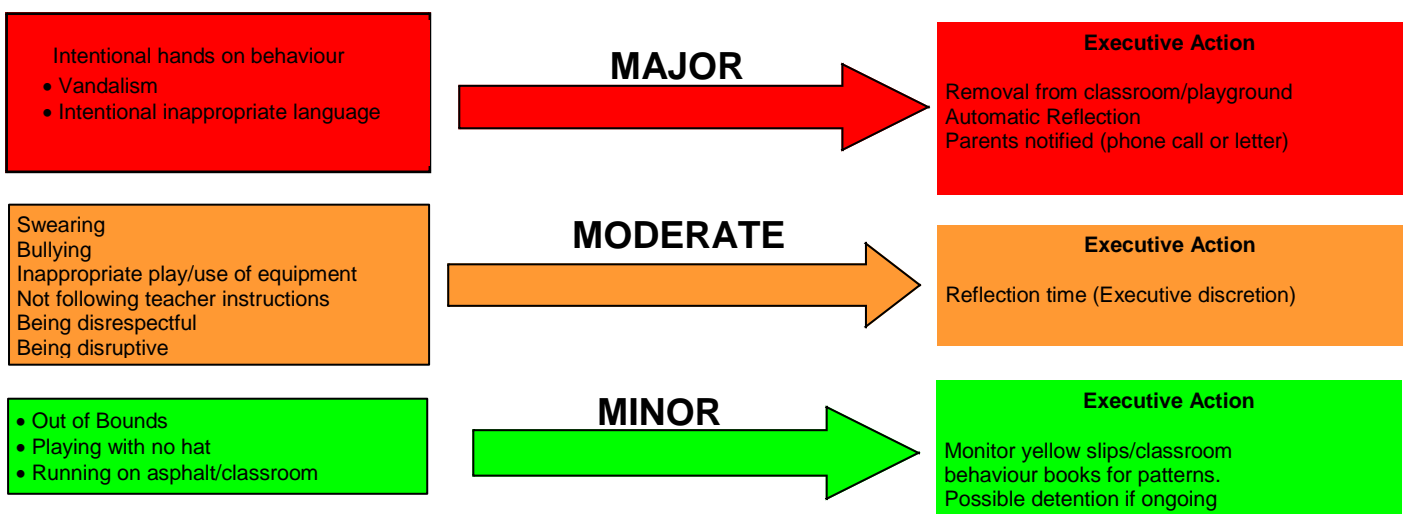 Intentional hands on behaviour
• Vandalism
• Intentional inappropriate language
MAJOR
Executive Action
Removal from classroom/playground
Automatic Reflection
Parents notified (phone call or letter)
Swearing
Bullying
Inappropriate play/use of equipment
Not following teacher instructions
Being disrespectful
Being disruptive
MODERATE
Executive Action
Reflection time (Executive discretion)
• Out of Bounds
• Playing with no hat
• Running on asphalt/classroom
MINOR
Executive Action
Monitor yellow slips/classroom
behaviour books for patterns.
Possible detention if ongoing